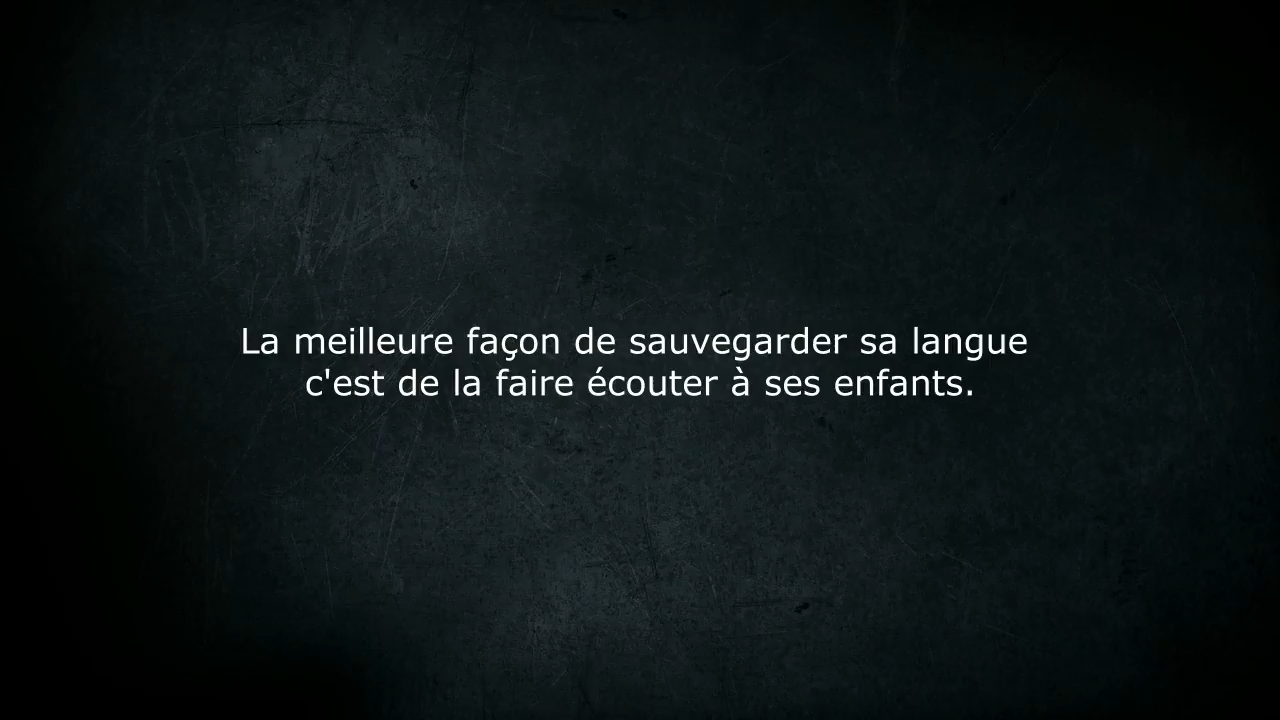 La meilleure façon de sauvegarder sa langue
c'est de la faire écouter à ses enfants.